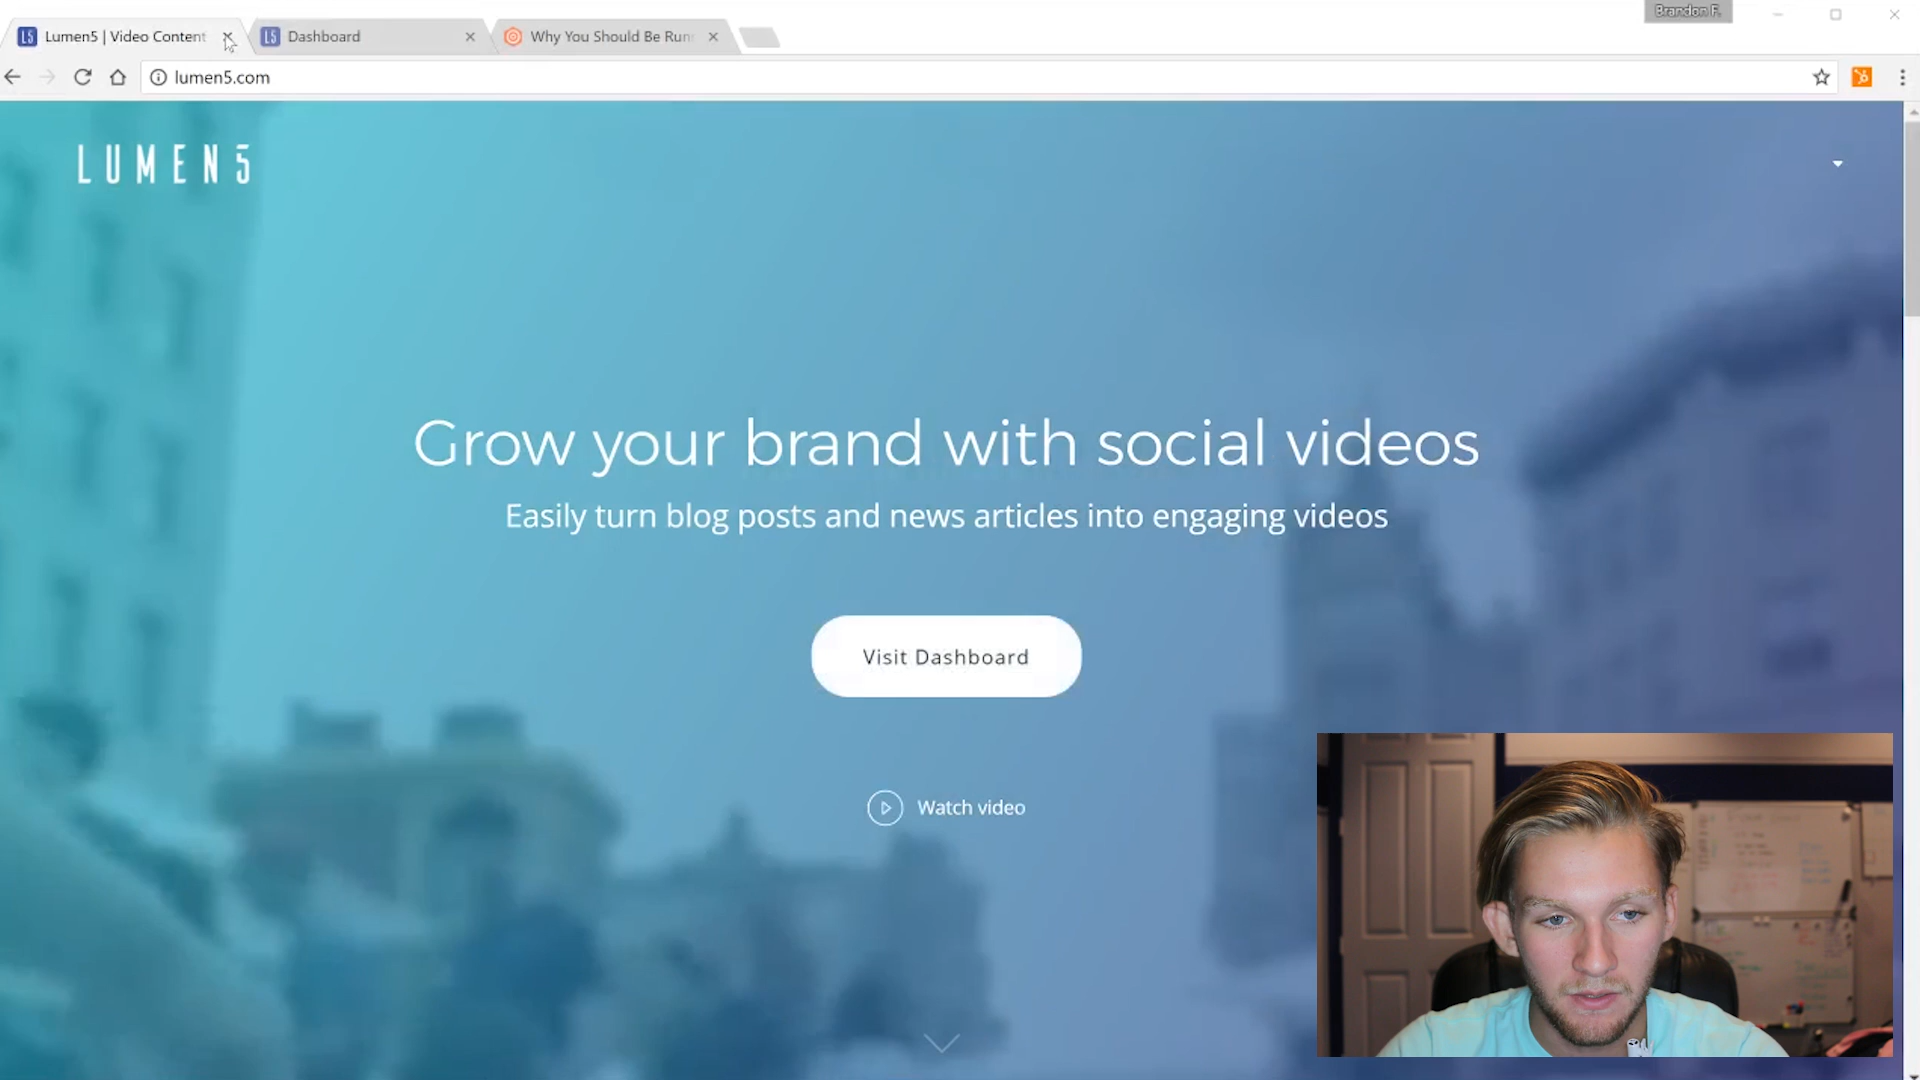 Brandon F.
Lumen5 | Video Content
Dashboard
Why You Should Be Run
lumen5.com
LUMEN5
Grow your brand with social videos
Easily turn blog posts and news articles into engaging videos
Visit Dashboard
Watch video